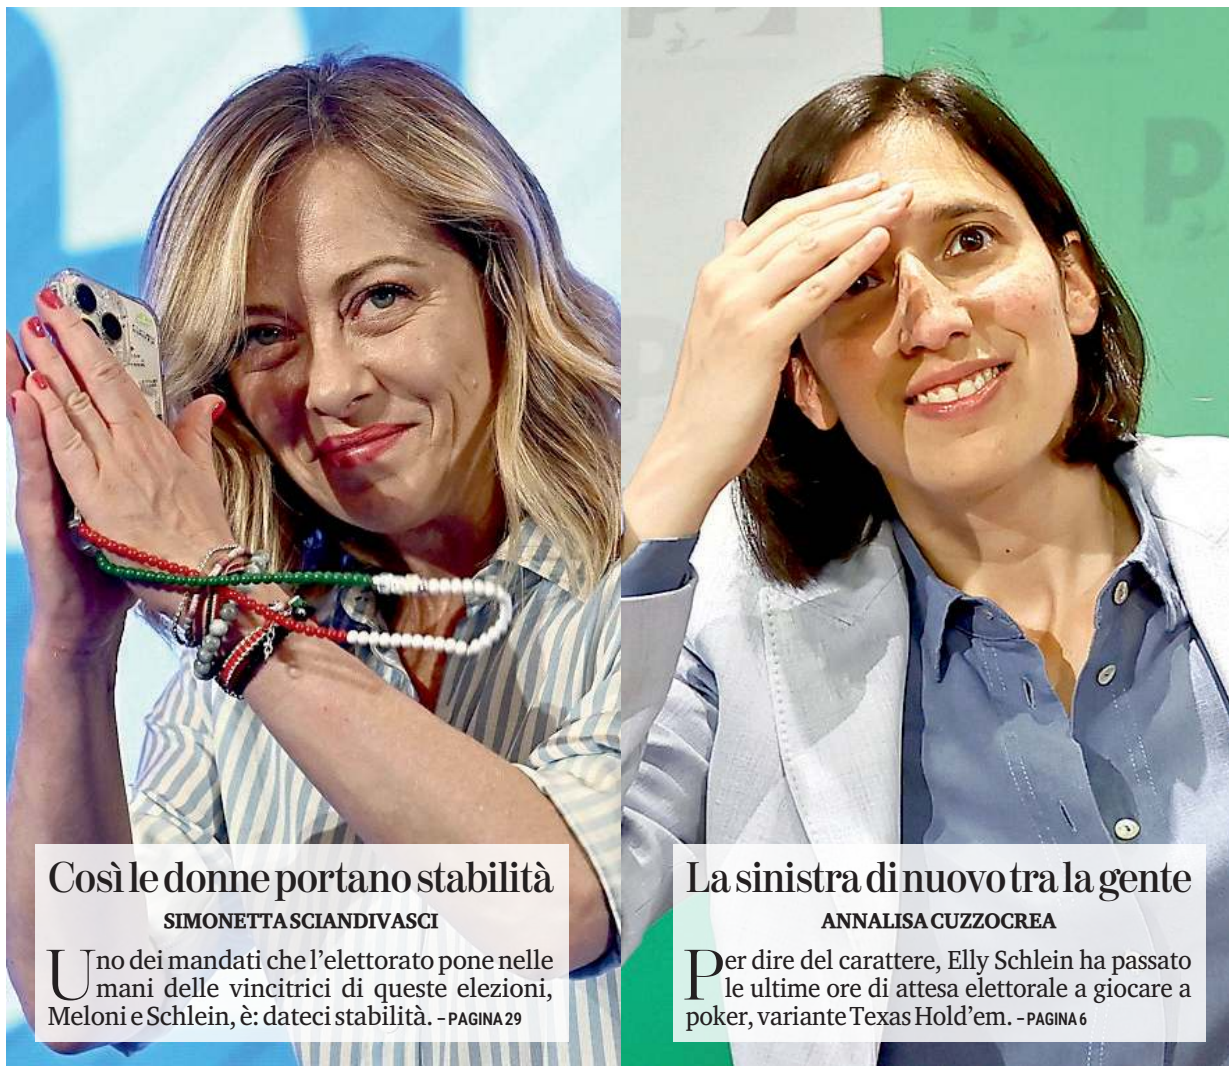 Così le donne portano stabilità
SIMONETTA SCIANDIVASCI
Uno dei mandati che l'elettorato pone nelle
mani delle vincitrici di queste elezioni,
Meloni e Schlein, è: dateci stabilità. – PAGINA 29
La sinistra di nuovo tra la gente
ANNALISA CUZZOCREA
Per dire del carattere, Elly Schlein ha passato
le ultime ore di attesa elettorale a giocare a
poker, variante Texas Hold'em. – PAGINA 6